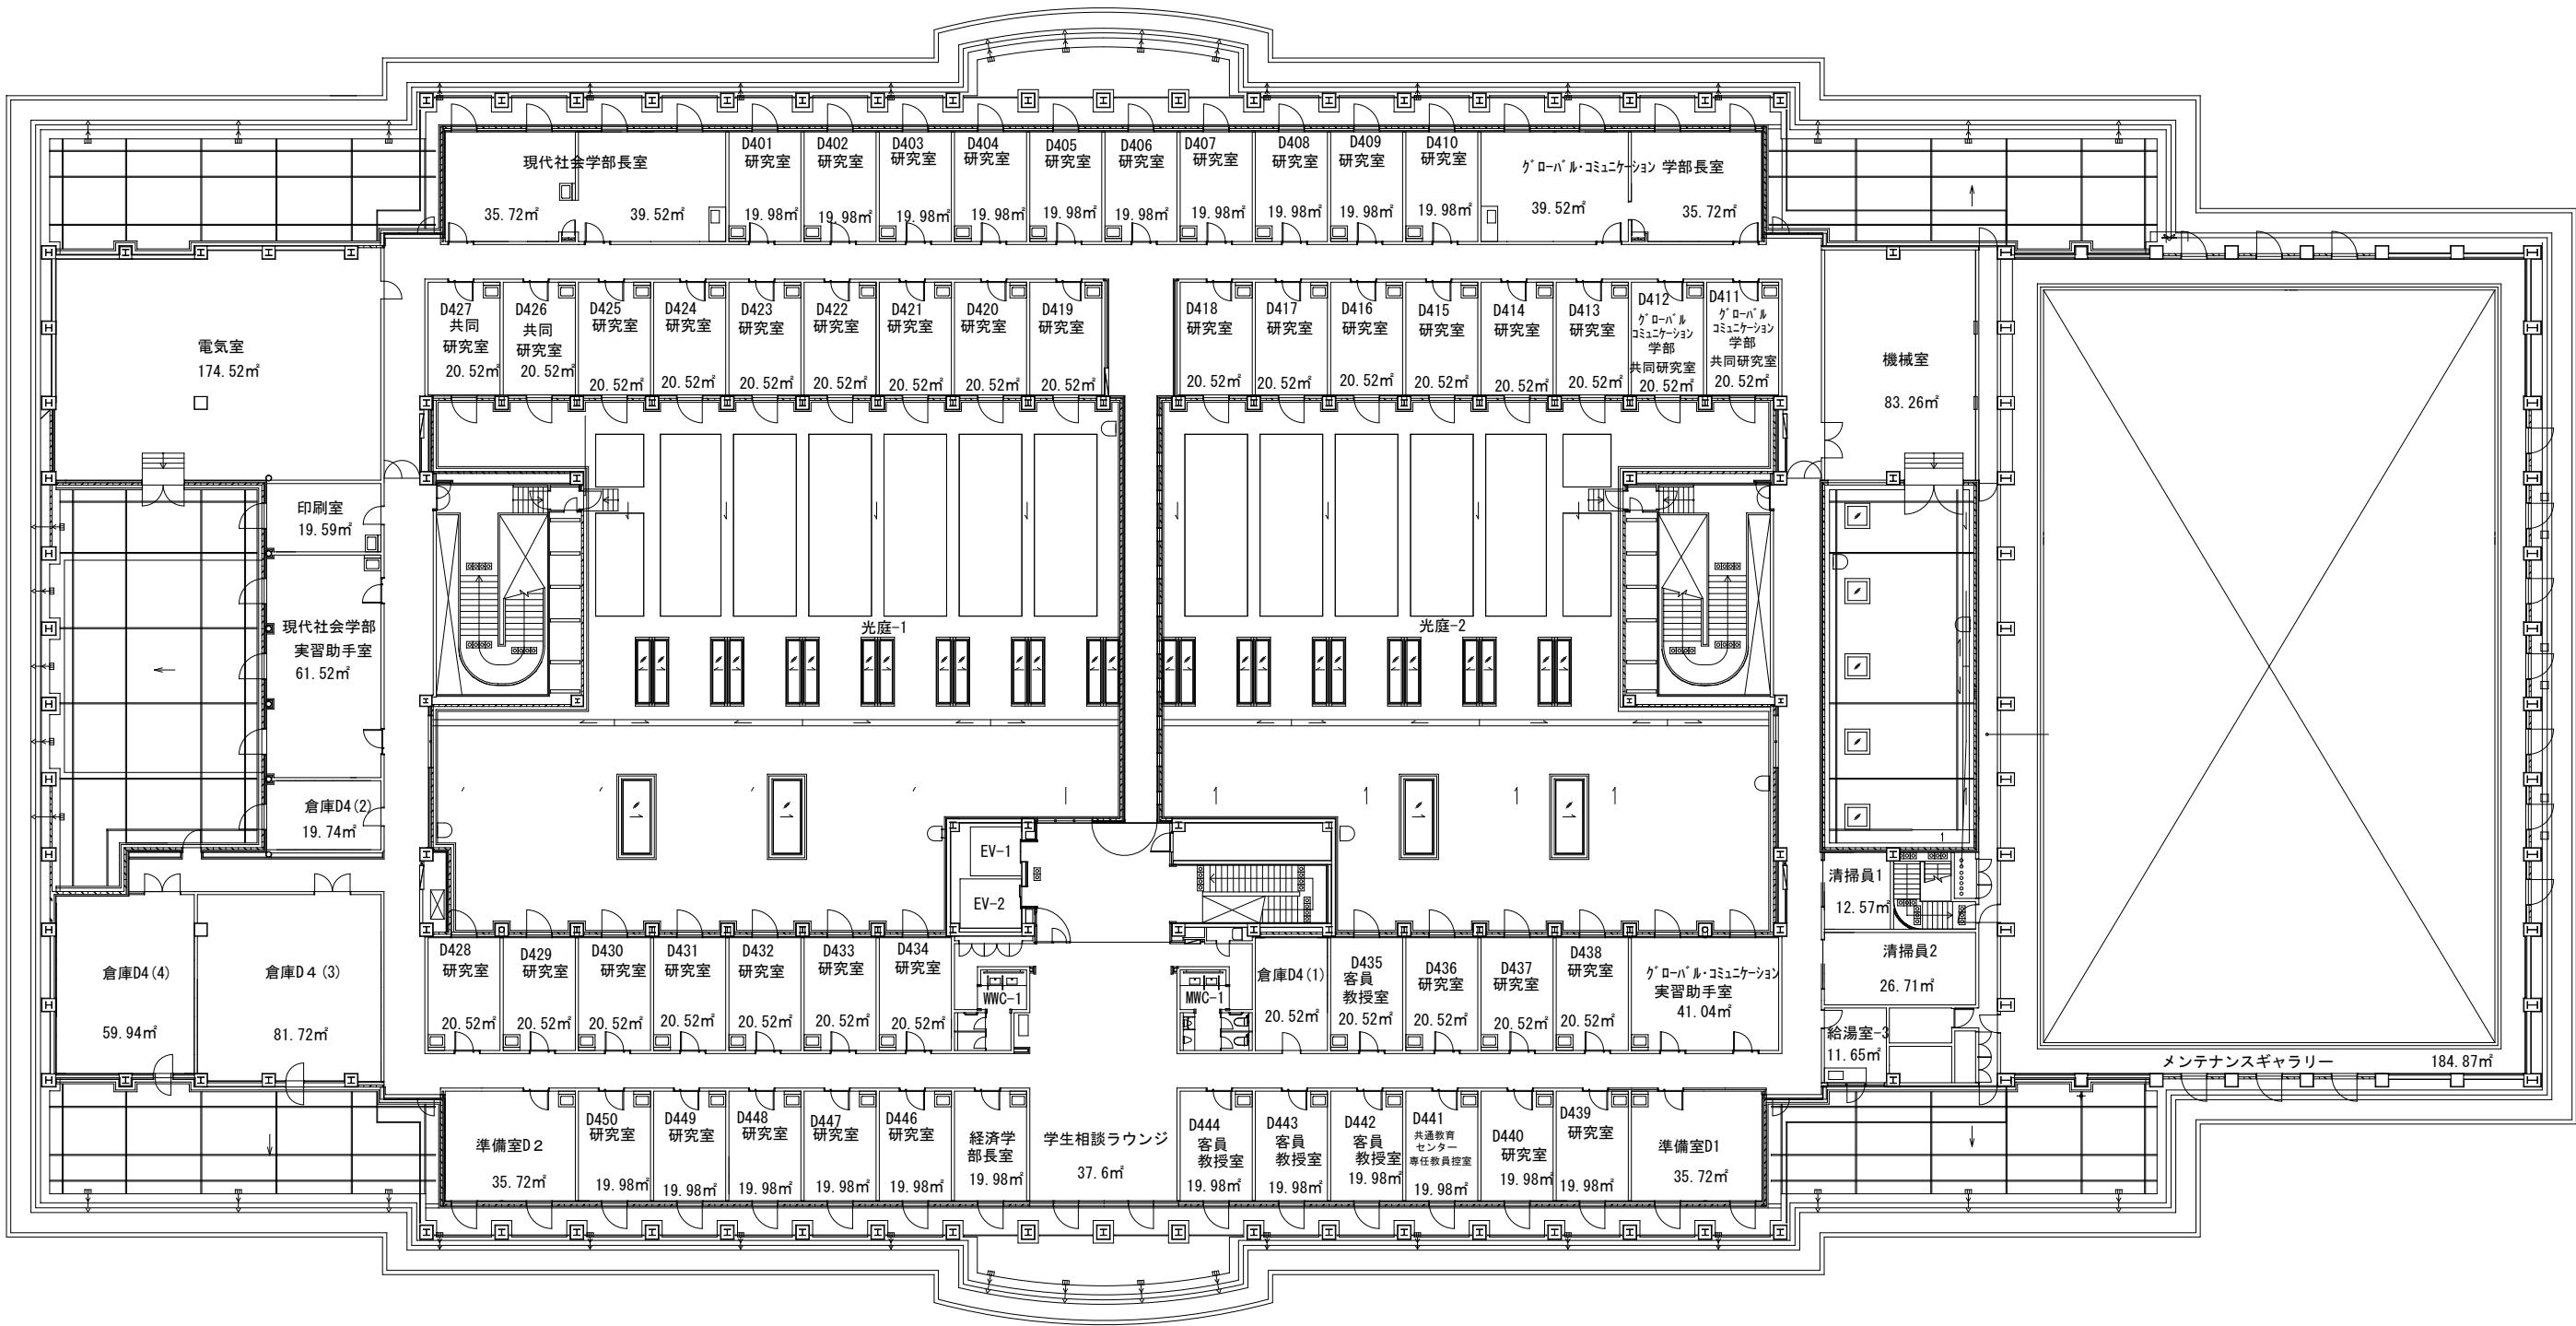 現代社会学部長室
35.72㎡
39.52㎡
D401
研究室
19.98㎡
D402
研究室
19.98㎡
D403
研究室
19.98㎡
D404
研究室
19.98㎡
D405
研究室
19.98㎡
D406
研究室
19.98㎡
D407
研究室
19.98㎡
D408
研究室
19.98㎡
D409
研究室
19.98㎡
D410
研究室
19.98㎡
グローバル・コミュニケーション 学部長室
39.52㎡
35.72㎡
電気室
174.52㎡
D427
共同
研究室
20.52㎡
D426
共同
研究室
20.52㎡
D425
研究室
20.52㎡
D424
研究室
20.52㎡
D423
研究室
20.52㎡
D422
研究室
20.52㎡
D421
研究室
20.52㎡
D420
研究室
20.52㎡
D419
研究室
20.52㎡
D418
研究室
20.52㎡
D417
研究室
20.52㎡
D416
研究室
20.52㎡
D415
研究室
20.52㎡
D414
研究室
20.52㎡
D413
研究室
20.52㎡
D412
グローバル
コミュニケーション
学部
共同研究室
20.52㎡
D411
グローバル
コミュニケーション
学部
共同研究室
20.52㎡
機械室
83.26㎡
印刷室
19.59㎡
現代社会学部
実習助手室
61.52㎡
光庭-1
光庭-2
倉庫D4(2)
19.74㎡
EV-1
EV-2
清掃員1
12.57㎡
清掃員2
26.71㎡
給湯室-3
11.65㎡
メンテナンスギャラリー
184.87㎡
倉庫D4(4)
59.94㎡
倉庫D４(3)
81.72㎡
D428
研究室
20.52㎡
D429
研究室
20.52㎡
D430
研究室
20.52㎡
D431
研究室
20.52㎡
D432
研究室
20.52㎡
D433
研究室
20.52㎡
D434
研究室
20.52㎡
WWC-1
MWC-1
倉庫D4(1)
20.52㎡
D435
客員
教授室
20.52㎡
D436
研究室
20.52㎡
D437
研究室
20.52㎡
D438
研究室
20.52㎡
グローバル・コミュニケーション
実習助手室
41.04㎡
準備室D２
35.72㎡
D450
研究室
19.98㎡
D449
研究室
19.98㎡
D448
研究室
19.98㎡
D447
研究室
19.98㎡
D446
研究室
19.98㎡
経済学
部長室
19.98㎡
学生相談ラウンジ
37.6㎡
D444
客員
教授室
19.98㎡
D443
客員
教授室
19.98㎡
D442
客員
教授室
19.98㎡
D441
共通教育
センター
専任教員控室
19.98㎡
D440
研究室
19.98㎡
D439
研究室
19.98㎡
準備室D1
35.72㎡